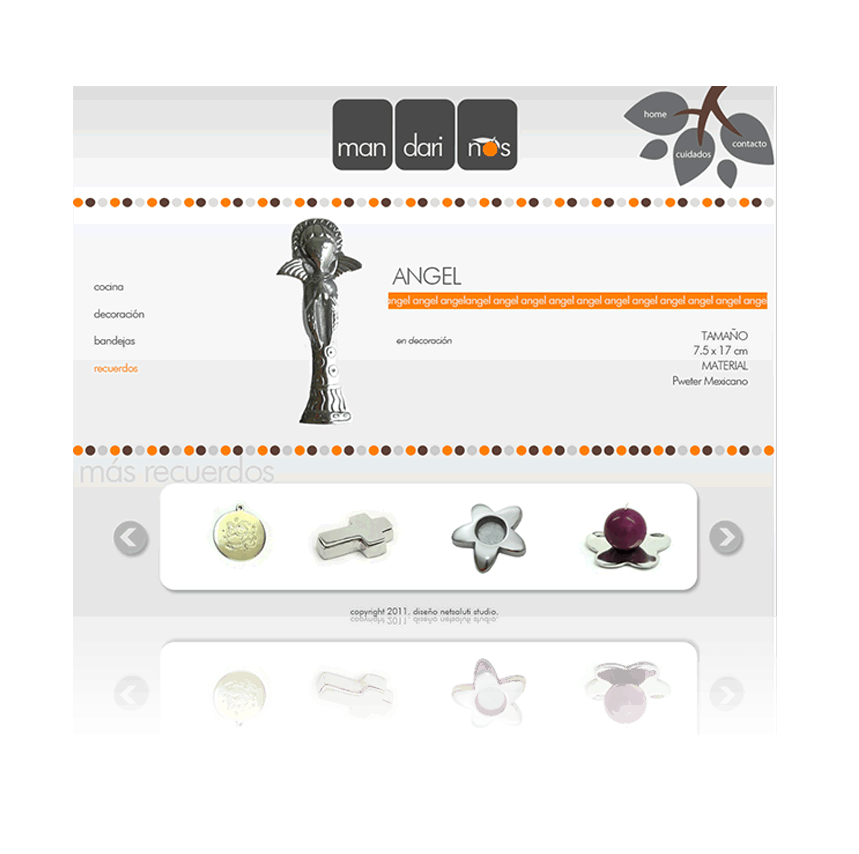 man dari nos
home
cuidados
contacto
ANGEL
angel angel angelangel angel angel angel angel angel angel angel angel angel ange
cocina
decoración
bandejas
recuerdos
en decoración
TAMAÑO
7.5 x 17 cm
MATERIAL
Pweter Mexicano
más recuerdos
copyright 2011. diseño netsaluti studio.